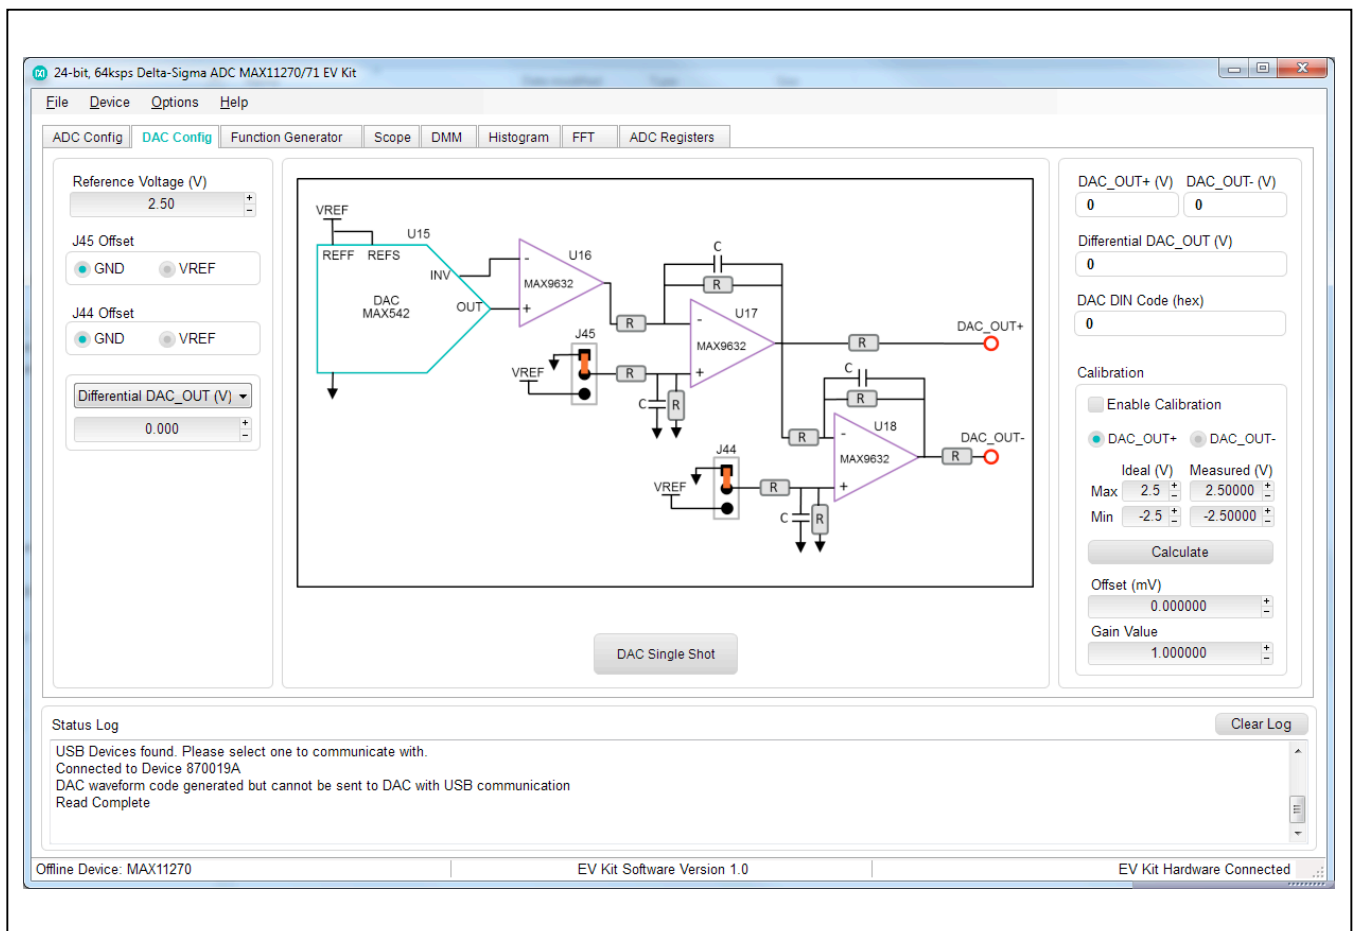 24-bit, 64ksps Delta-Sigma ADC MAX11270/71 EV Kit
File Device Options Help
ADC Config DAC Config Function Generator Scope DMM Histogram FFT ADC Registers
Reference Voltage (V)
2.50
J45 Offset
GND VREF
J44 Offset
GND VREF
Differential DAC_OUT (V)
0.000
VREF
U15
REFF REFS
INV
DAC
MAX542
OUT
U16
-
MAX9632
+
C
R
R
U17
-
MAX9632
+
J45
VREF
R
C
R
R
DAC_OUT+
C
R
R
U18
-
MAX9632
+
R
DAC_OUT-
J44
VREF
R
C
R
DAC Single Shot
DAC_OUT+ (V) DAC_OUT- (V)
0 0
Differential DAC_OUT (V)
0
DAC DIN Code (hex)
0
Calibration
Enable Calibration
DAC_OUT+ DAC_OUT-
Ideal (V) Measured (V)
Max 2.5 2.50000
Min -2.5 -2.50000
Calculate
Offset (mV)
0.000000
Gain Value
1.000000
Status Log
Clear Log
USB Devices found. Please select one to communicate with.
Connected to Device 870019A
DAC waveform code generated but cannot be sent to DAC with USB communication
Read Complete
Offline Device: MAX11270 EV Kit Software Version 1.0 EV Kit Hardware Connected